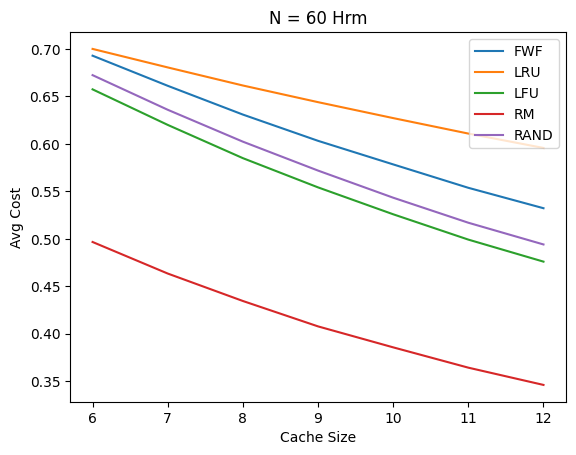 N = 60 Hrm
FWF
LRU
LFU
RM
RAND
Avg Cost
0.70
0.65
0.60
0.55
0.50
0.45
0.40
0.35
6 7 8 9 10 11 12
Cache Size